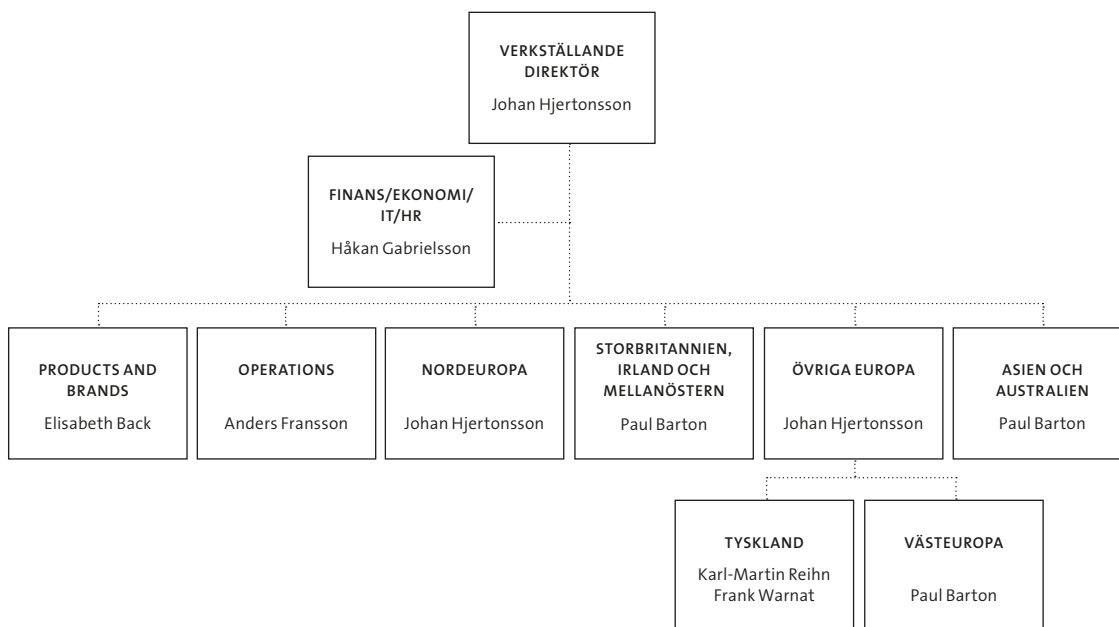 VERKSTÄLLANDE
DIREKTÖR
Johan Hjertonsson
FINANS/EKONOMI/
IT/HR
Håkan Gabrielsson
PRODUCTS AND
BRANDS
Elisabeth Back
OPERATIONS
Anders Fransson
NORDEUROPA
Johan Hjertonsson
STORBRITANNIEN,
IRLAND OCH
MELLANÖSTERN
Paul Barton
ÖVRIGA EUROPA
Johan Hjertonsson
ASIEN OCH
AUSTRALIEN
Paul Barton
TYSKLAND
Karl-Martin Reihn
Frank Warnat
VÄSTEUROPA
Paul Barton